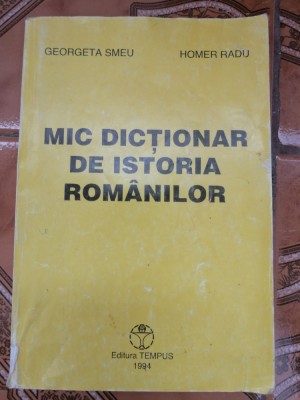 GEORGETA SMEU HOMER RADU
MIC DICȚIONAR
DE ISTORIA
ROMÂNILOR
Editura TEMPUS
1994